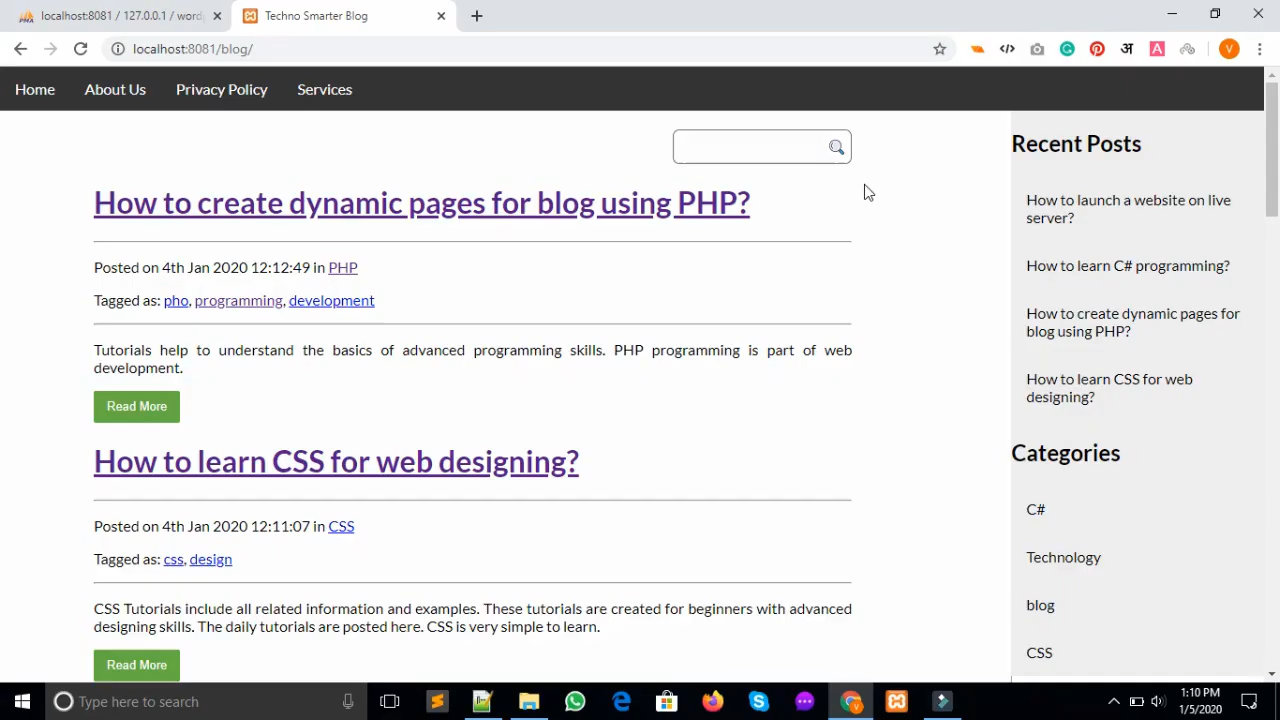 localhost:8081 / 127.0.0.1 / word
Techno Smarter Blog
localhost:8081/blog/
अ
A
V
Home
About Us
Privacy Policy
Services
How to create dynamic pages for blog using PHP?
Posted on 4th Jan 2020 12:12:49 in PHP
Tagged as: pho, programming, development
Tutorials help to understand the basics of advanced programming skills. PHP programming is part of web
development.
Read More
How to learn CSS for web designing?
Posted on 4th Jan 2020 12:11:07 in CSS
Tagged as: css, design
CSS Tutorials include all related information and examples. These tutorials are created for beginners with advanced
designing skills. The daily tutorials are posted here. CSS is very simple to learn.
Read More
Recent Posts
How to launch a website on live
server?
How to learn C# programming?
How to create dynamic pages for
blog using PHP?
How to learn CSS for web
designing?
Categories
C#
Technology
blog
CSS
Type here to search
1:10 PM
1/5/2020